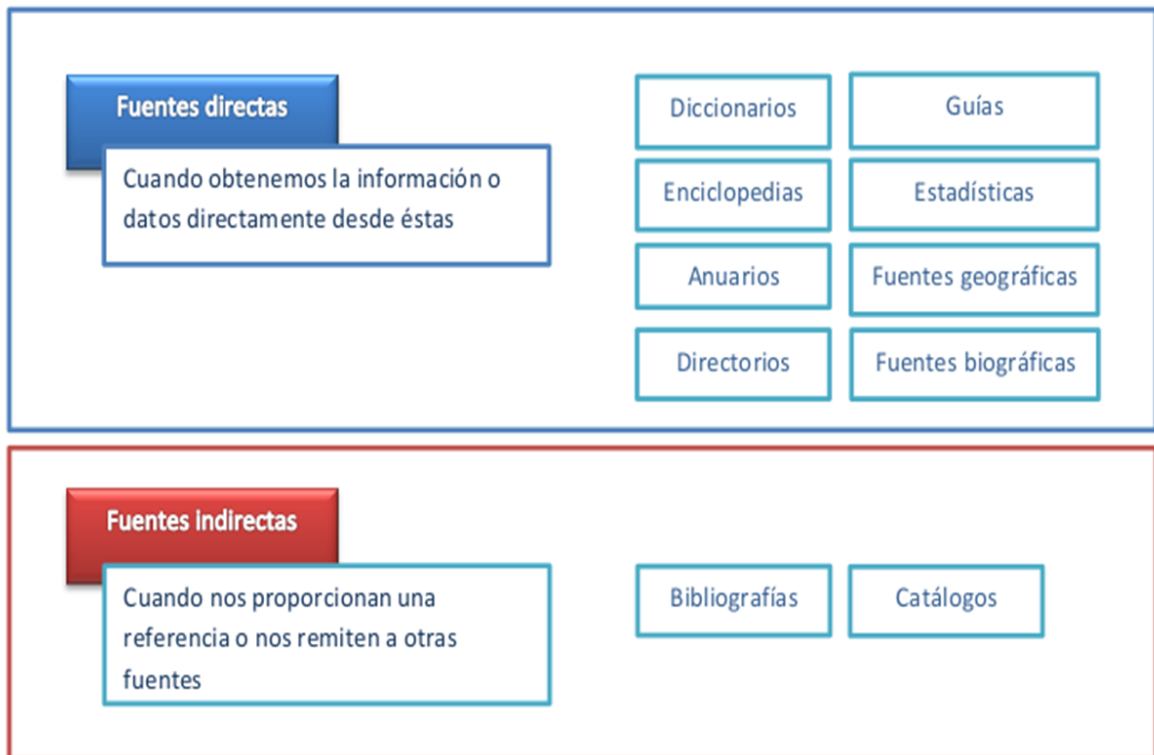 Fuentes directas
Cuando obtenemos la información o
datos directamente desde éstas
Diccionarios
Guías
Enciclopedias
Estadísticas
Anuarios
Fuentes geográficas
Directorios
Fuentes biográficas
Fuentes indirectas
Cuando nos proporcionan una
referencia o nos remiten a otras
fuentes
Bibliografías
Catálogos